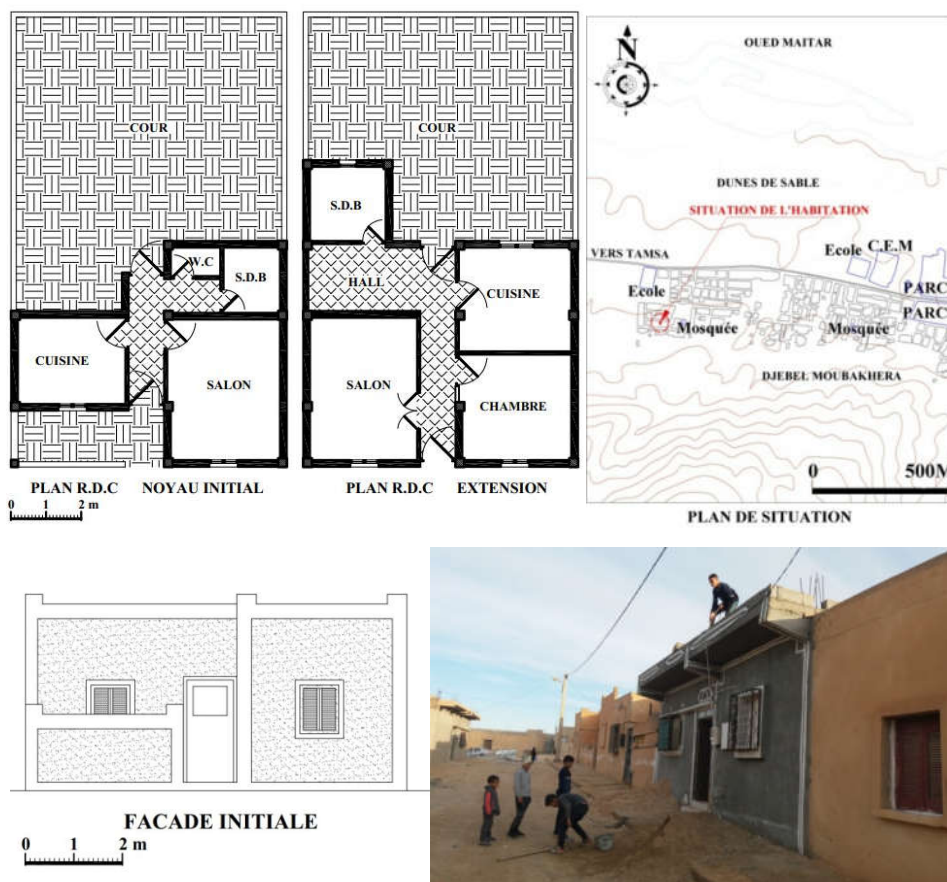 COUR
W.C
S.D.B
CUISINE
SALON
PLAN R.D.C NOYAU INITIAL
0 1 2 m
COUR
S.D.B
HALL
CUISINE
SALON
CHAMBRE
PLAN R.D.C EXTENSION
N
OUED MAITAR
DUNES DE SABLE
SITUATION DE L'HABITATION
VERS TAMSA
Ecole C.E.M
PARC
Ecole
PARC
Mosquée
Mosquée
DJEBEL MOUBAKHERA
0 500M
PLAN DE SITUATION
FACADE INITIALE
0 1 2 m